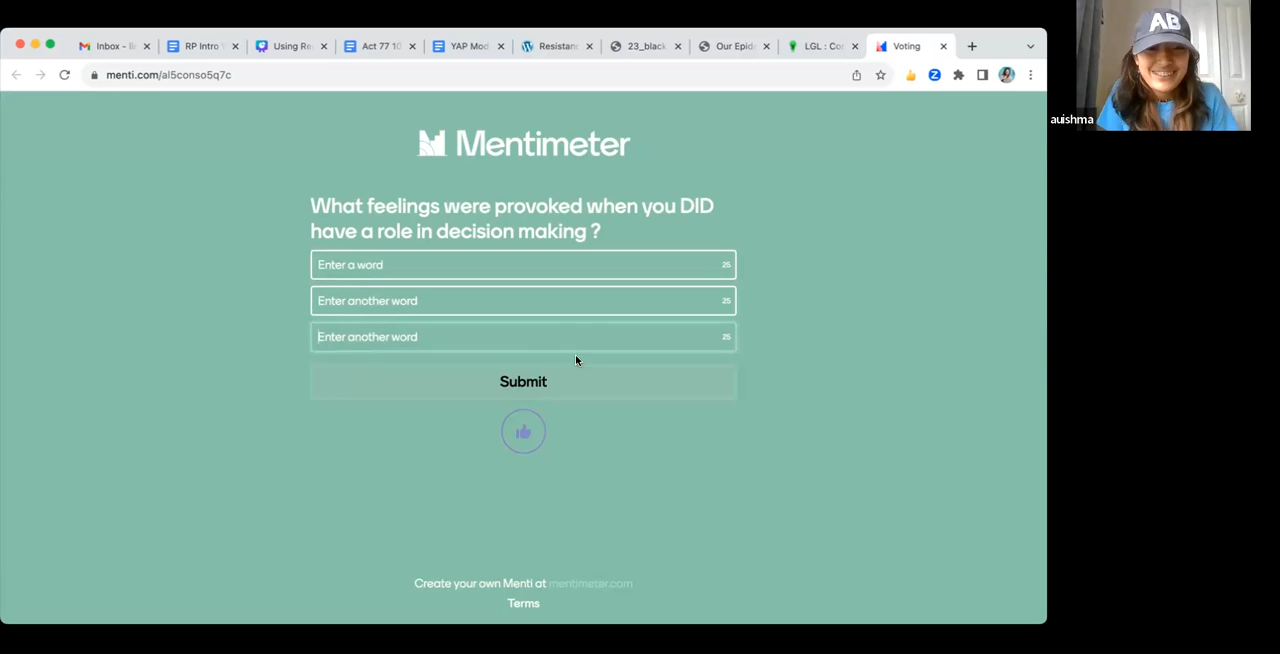 Inbox - li
RP Intro
Using Re
Act 77 10
YAP Mod
Resistan
23_black
Our Epid
LGL : Co
Voting
menti.com/al5conso5q7c
AB
auishma
Mentimeter
What feelings were provoked when you DID
have a role in decision making ?
Enter a word 25
Enter another word 25
Enter another word 25
Submit
Create your own Menti at mentimeter.com
Terms